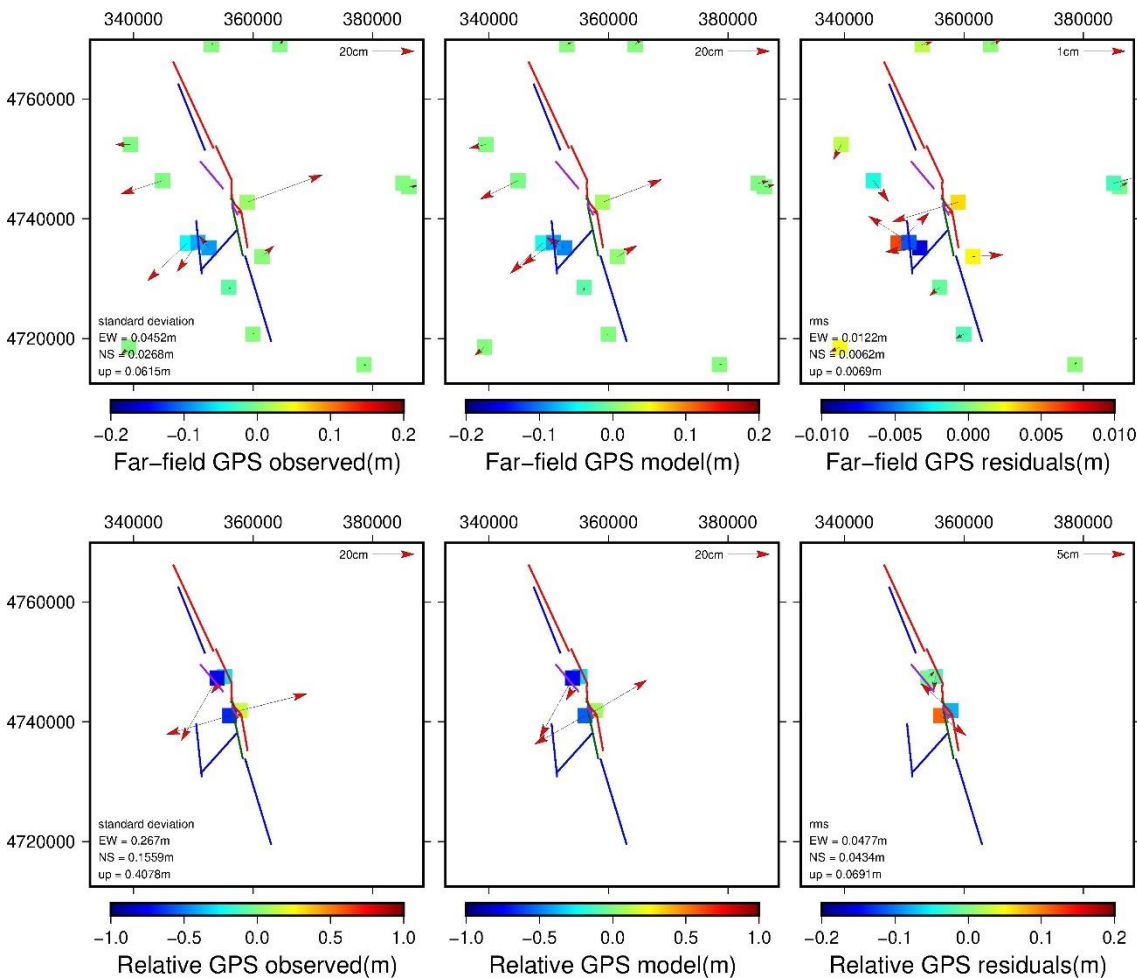 340000 360000 380000 340000 360000 380000 340000 360000 380000
20cm 20cm 1cm
4760000
4740000
4720000
standard deviation
EW = 0.0452m
NS = 0.0268m
up = 0.0615m
rms
EW = 0.0122m
NS = 0.0062m
up = 0.0069m
−0.2 −0.1 0.0 0.1 0.2 −0.2 −0.1 0.0 0.1 0.2 −0.010 −0.005 0.000 0.005 0.010
Far−field GPS observed(m) Far−field GPS model(m) Far−field GPS residuals(m)
340000 360000 380000 340000 360000 380000 340000 360000 380000
20cm 20cm 5cm
4760000
4740000
4720000
standard deviation
EW = 0.267m
NS = 0.1559m
up = 0.4078m
rms
EW = 0.0477m
NS = 0.0434m
up = 0.0691m
−1.0 −0.5 0.0 0.5 1.0 −1.0 −0.5 0.0 0.5 1.0 −0.2 −0.1 0.0 0.1 0.2
Relative GPS observed(m) Relative GPS model(m) Relative GPS residuals(m)